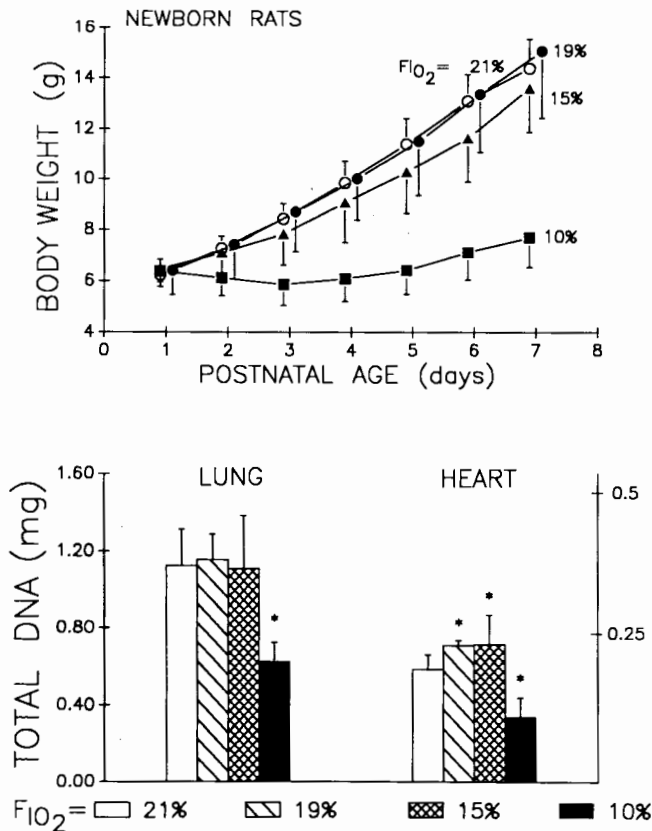 NEWBORN RATS
BODY WEIGHT (g)
16
14
12
10
8
6
4
FIO2= 21%
19%
15%
10%
0 1 2 3 4 5 6 7 8
POSTNATAL AGE (days)
TOTAL DNA (mg)
1.60
1.20
0.80
0.40
0.00
LUNG HEART
* * * *
0.5
0.25
FIO2= 21% 19% 15% 10%